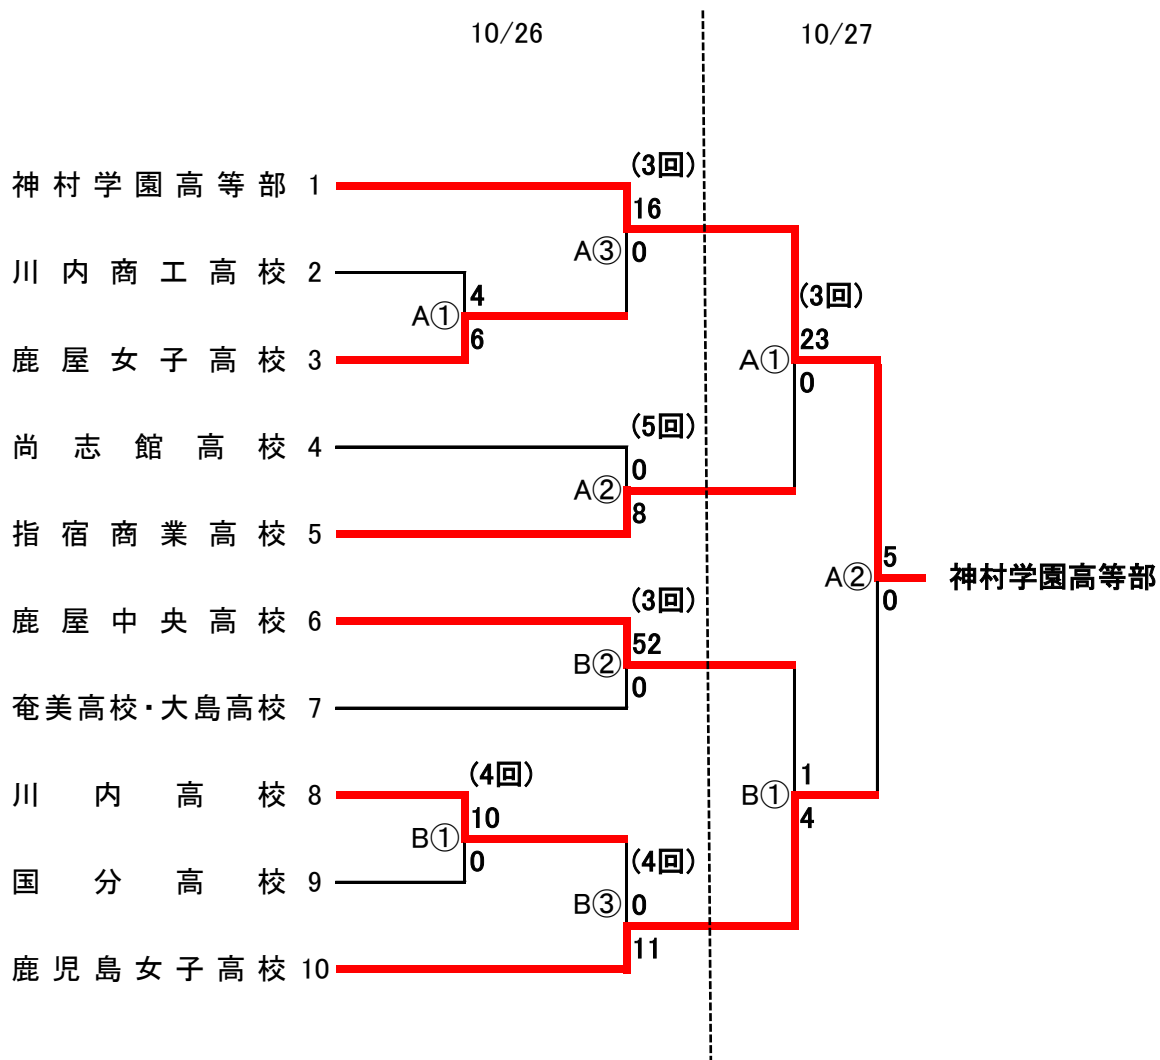 10/26 10/27
(3回)
神村学園高等部 1
16
A③ 0
川内商工高校 2
4
(3回)
A① 6
23
鹿屋女子高校 3
A① 0
(5回)
尚志館高校 4
0
A② 8
指宿商業高校 5
5
A② 0 神村学園高等部
(3回)
鹿屋中央高校 6
52
B② 0
奄美高校・大島高校 7
(4回)
1
川内高校 8
B① 4
10
B① 0
(4回)
国分高校 9
B③ 0
11
鹿児島女子高校 10